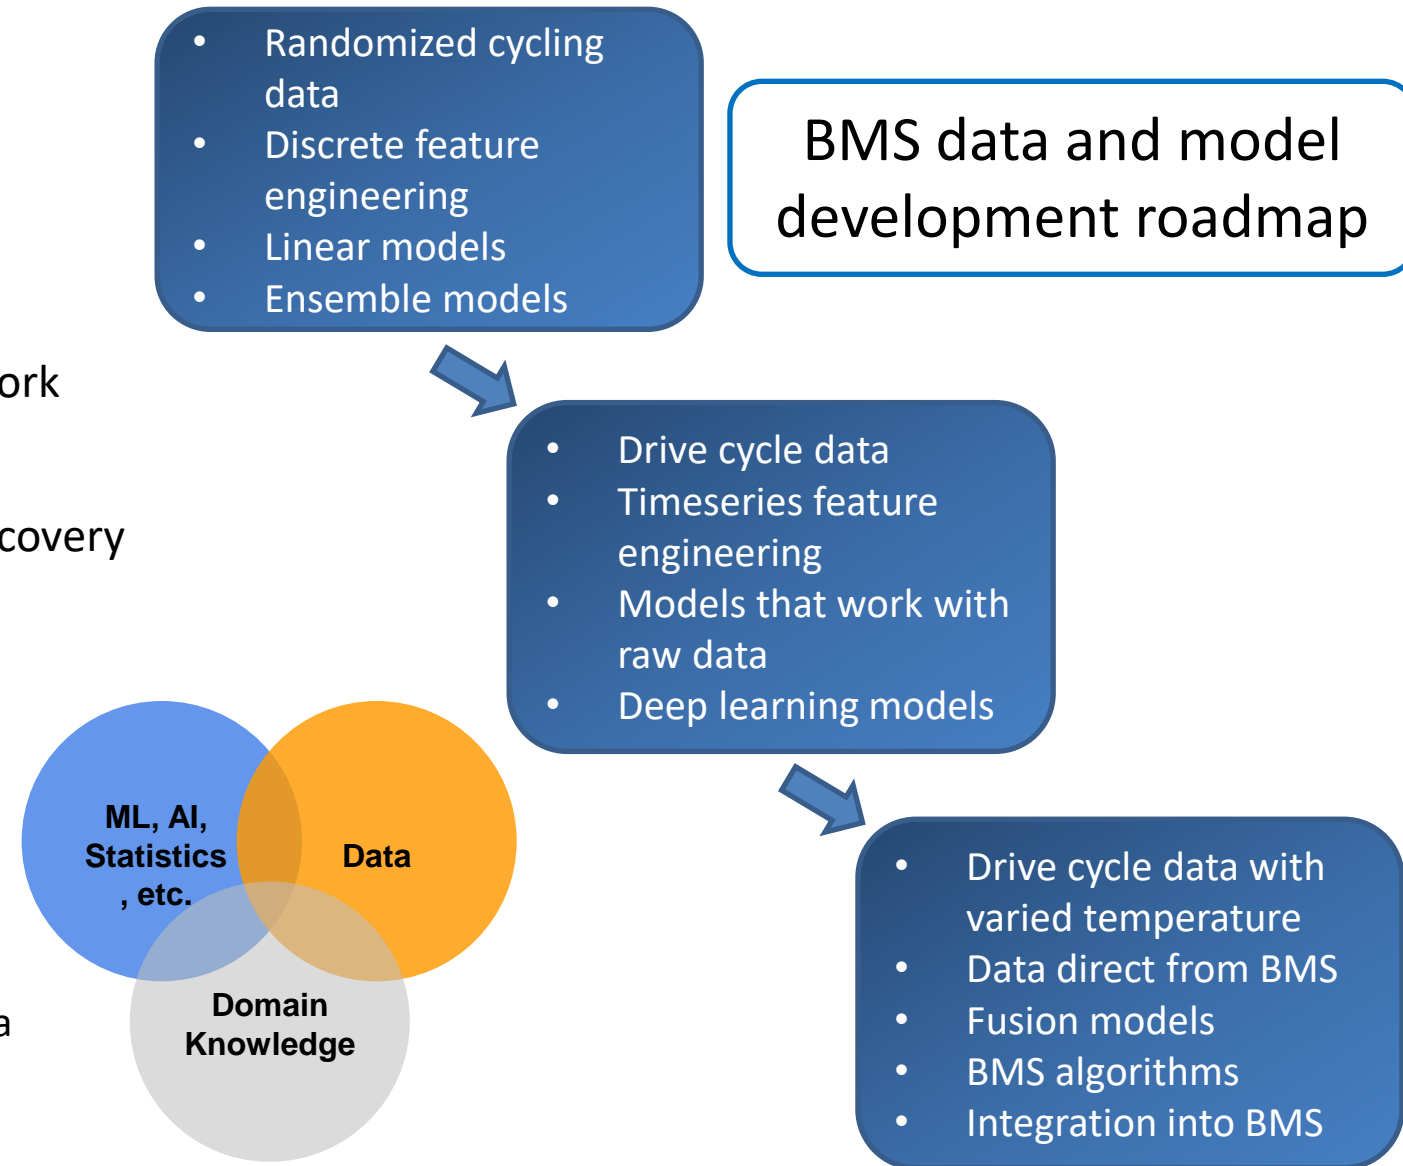 • Randomized cycling
data
• Discrete feature
engineering
• Linear models
• Ensemble models
BMS data and model
development roadmap
ork
• Drive cycle data
• Timeseries feature
engineering
• Models that work with
raw data
• Deep learning models
covery
ML, AI,
Statistics
, etc.
Data
Domain
Knowledge
a
• Drive cycle data with
varied temperature
• Data direct from BMS
• Fusion models
• BMS algorithms
• Integration into BMS